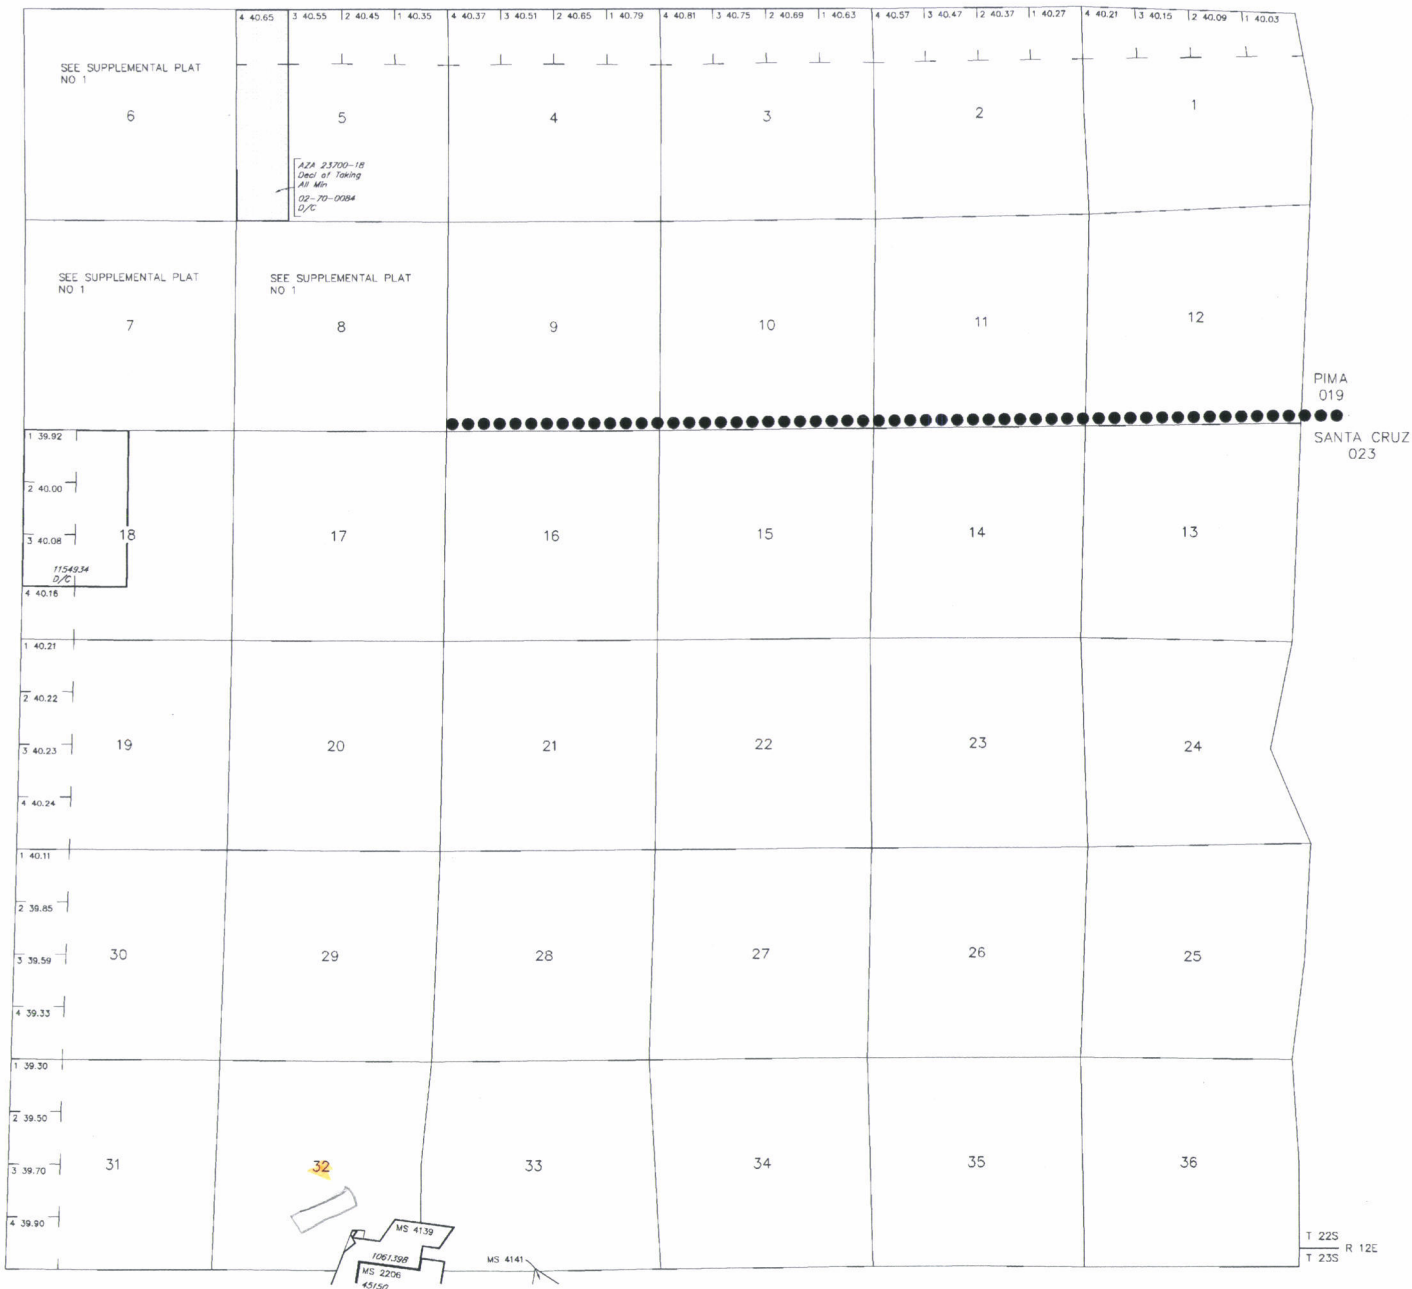 4 40.65 3 40.55 2 40.45 1 40.35 4 40.37 3 40.51 2 40.65 1 40.79 4 40.81 3 40.75 2 40.69 1 40.63 4 40.57 3 40.47 2 40.37 1 40.27 4 40.21 3 40.15 2 40.09 1 40.03
SEE SUPPLEMENTAL PLAT
NO 1
6 5 4 3 2 1
AZA 23700-18
Decl of Taking
All Min
02-70-0084
D/C
SEE SUPPLEMENTAL PLAT
NO 1
SEE SUPPLEMENTAL PLAT
NO 1
7 8 9 10 11 12
PIMA
019
SANTA CRUZ
023
1 39.92
2 40.00
3 40.08
1154934
D/C
4 40.16
18 17 16 15 14 13
1 40.21
2 40.22
3 40.23
4 40.24
19 20 21 22 23 24
1 40.11
2 39.85
3 39.59
4 39.33
30 29 28 27 26 25
1 39.30
2 39.50
3 39.70
4 39.90
31 32 33 34 35 36
MS 4139
1061398
MS 2206
45150
MS 4141
T 22S
R 12E
T 23S